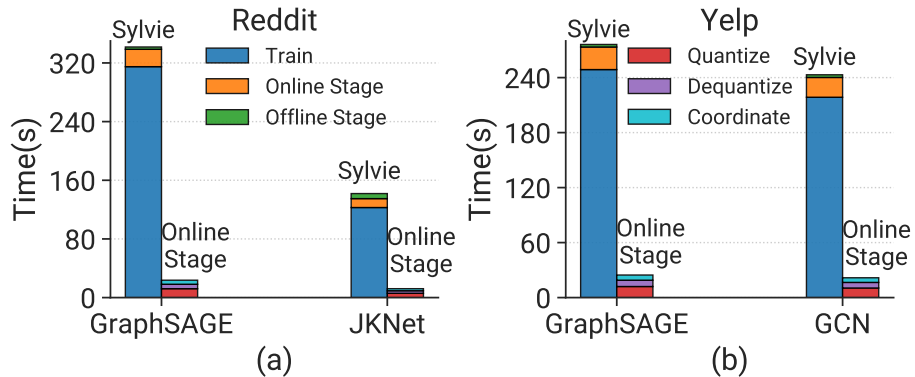 Reddit
Time(s)
320
240
160
80
0
Sylvie
Train
Online Stage
Offline Stage
Sylvie
Online
Stage
Online
Stage
GraphSAGE
JKNet
(a)
Yelp
Time(s)
240
180
120
60
0
Sylvie
Quantize
Dequantize
Coordinate
Sylvie
Online
Stage
Online
Stage
GraphSAGE
GCN
(b)